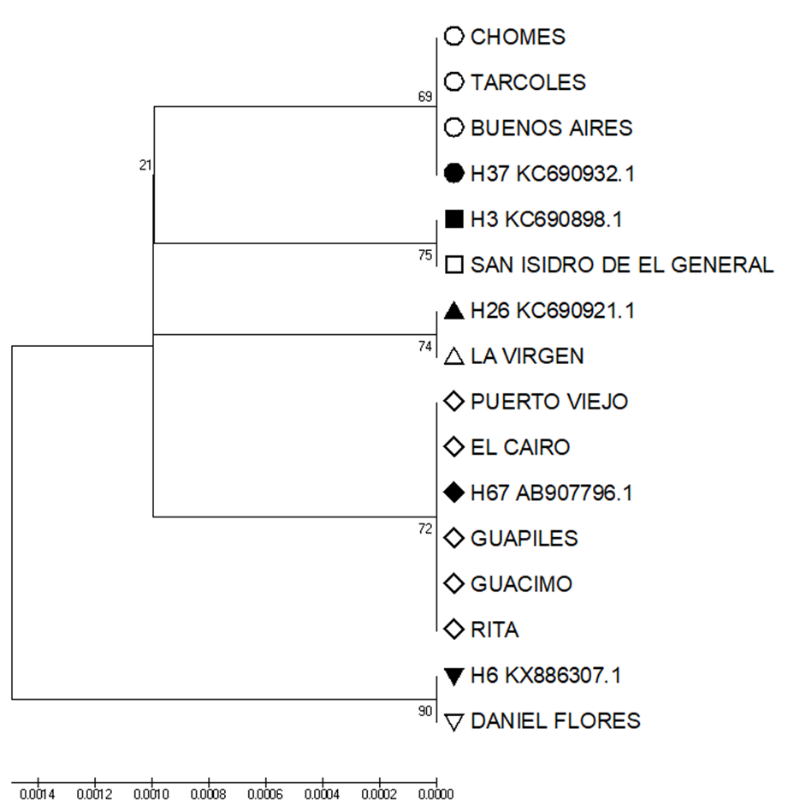 CHOMES
TARCOLES
69
BUENOS AIRES
21
H37 KC690932.1
H3 KC690898.1
75
SAN ISIDRO DE EL GENERAL
H26 KC690921.1
74
LA VIRGEN
PUERTO VIEJO
EL CAIRO
H67 AB907796.1
72
GUAPILES
GUACIMO
RITA
H6 KX886307.1
90
DANIEL FLORES
0.0014 0.0012 0.0010 0.0008 0.0006 0.0004 0.0002 0.0000